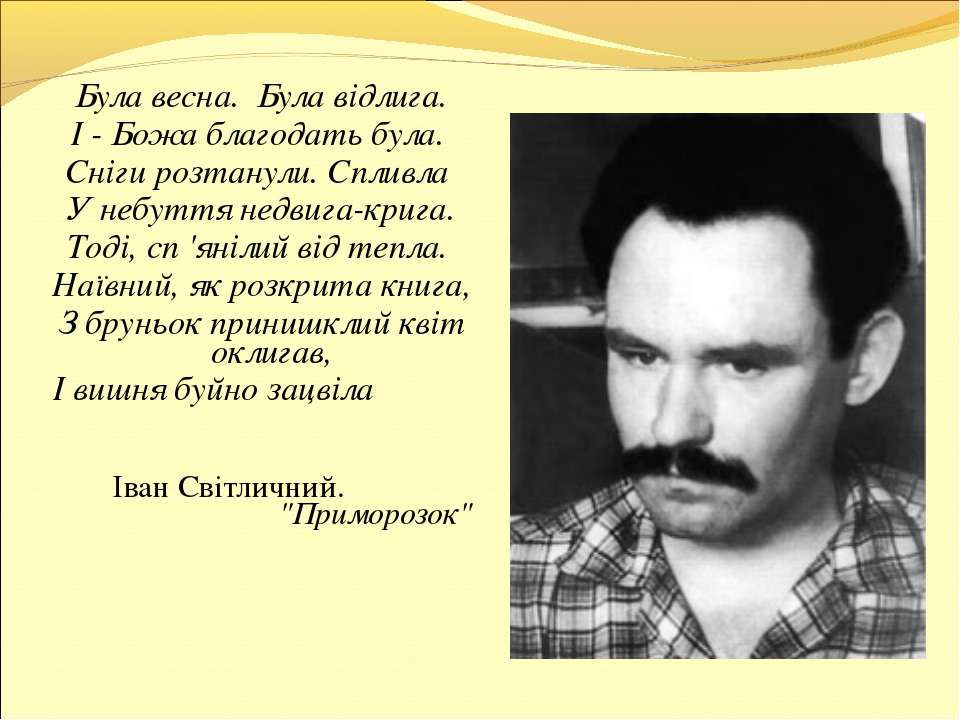 Була весна.  Була відлига.
І - Божа благодать була.
Сніги розтанули. Спливла
У небуття недвига-крига.
Тоді, сп 'янілий від тепла.
Наївний, як розкрита книга,
З бруньок принишклий квіт
оклигав,
І вишня буйно зацвіла
Іван Світличний.
"Приморозок"